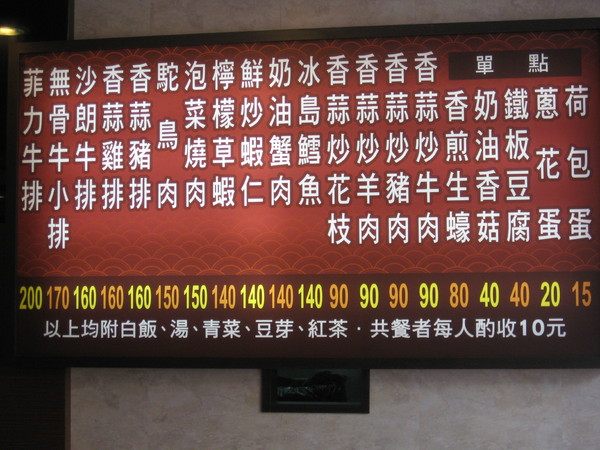 菲力牛排
無骨牛小排
沙朗牛排
香蒜雞排
香蒜豬排
駝鳥肉
泡菜燒肉
檸檬草蝦
鮮炒蝦仁
奶油蟹肉
冰島鱈魚
香蒜炒花枝
香蒜炒羊肉
香蒜炒豬肉
香蒜炒牛肉
單點
香煎生蠔
奶油香菇
鐵板豆腐
蔥花蛋
荷包蛋
200 170 160 160 160 150 150 140 140 140 140 90 90 90 90 80 40 40 20 15
以上均附白飯、湯、青菜、豆芽、紅茶．共餐者每人酌收10元